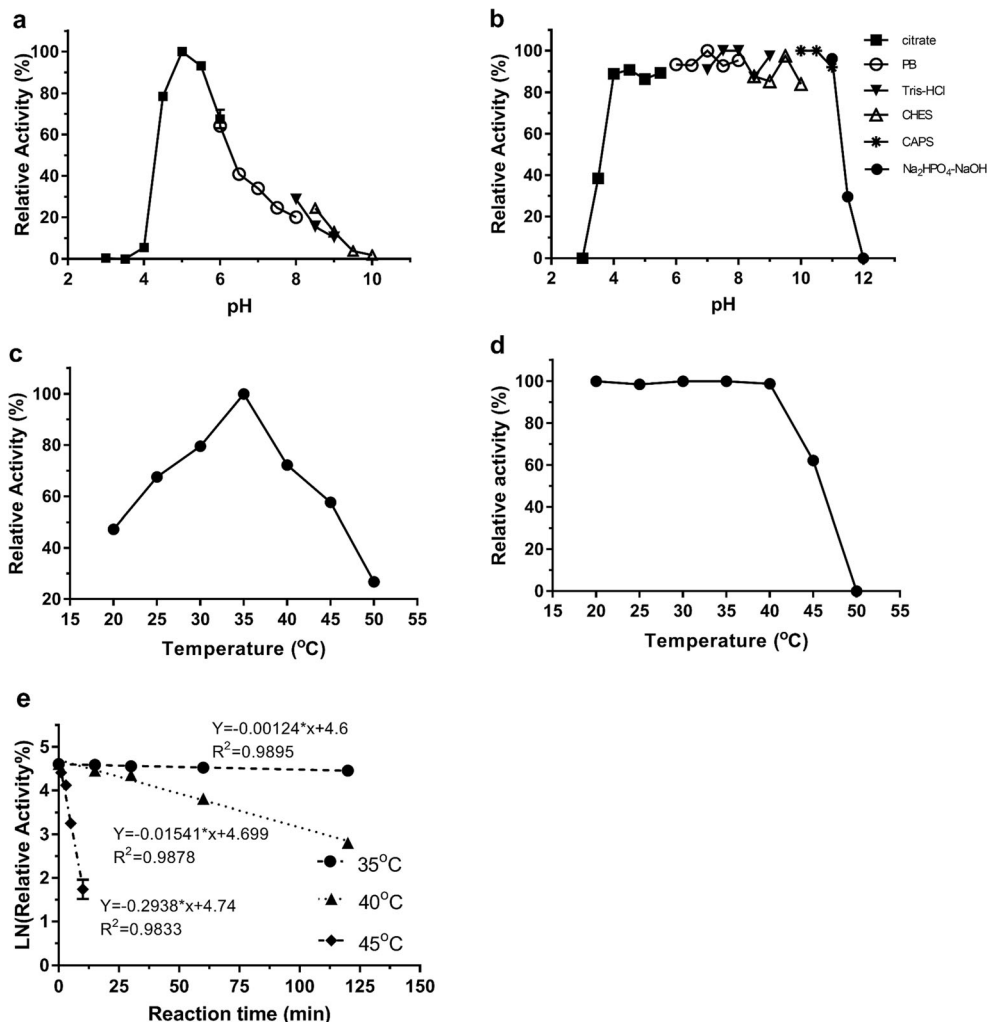 a
Relative Activity (%)
100
80
60
40
20
0
2 4 6 8 10
pH
b
Relative Activity (%)
100
80
60
40
20
0
2 4 6 8 10 12
pH
citrate
PB
Tris-HCl
CHES
CAPS
Na₂HPO₄-NaOH
c
Relative Activity (%)
100
80
60
40
20
15 20 25 30 35 40 45 50 55
Temperature (°C)
d
Relative activity (%)
100
80
60
40
20
0
15 20 25 30 35 40 45 50 55
Temperature (°C)
e
LN(Relative Activity%)
5
4
3
2
1
0
0 25 50 75 100 125 150
Reaction time (min)
Y=-0.00124*x+4.6
R²=0.9895
Y=-0.01541*x+4.699
R²=0.9878
Y=-0.2938*x+4.74
R²=0.9833
35°C
40°C
45°C